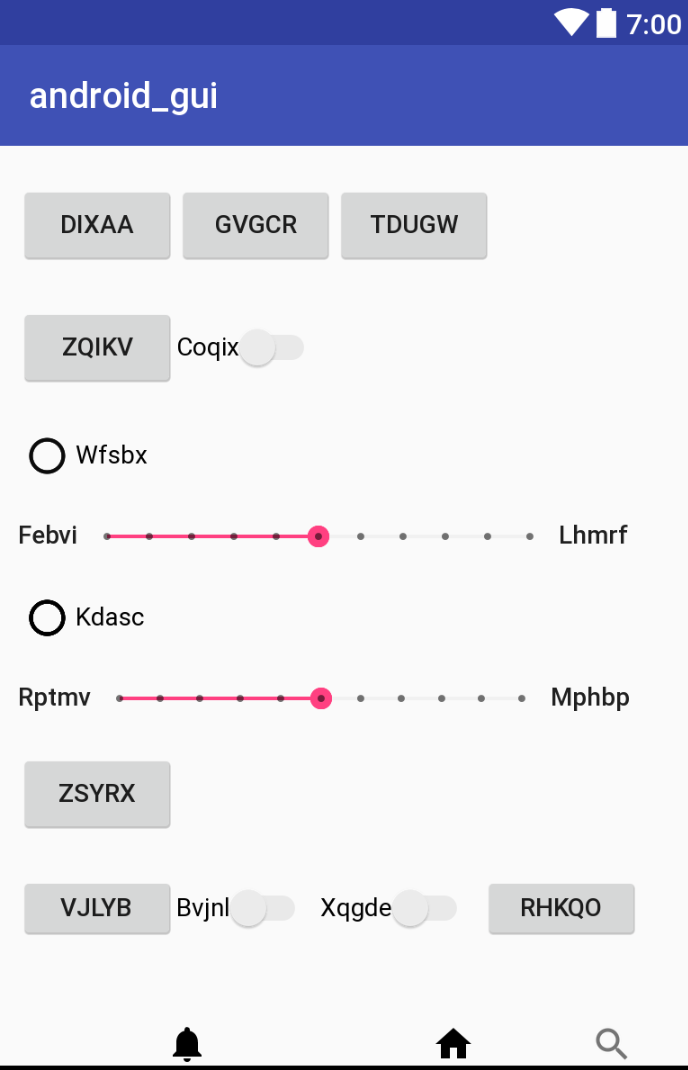 7:00
android_gui
DIXAA GVGCR TDUGW
ZQIKV Coqix
Wfsbx
Febvi Lhmrf
Kdasc
Rptmv Mphbp
ZSYRX
VJLYB Bvjnl Xqgde RHKQO